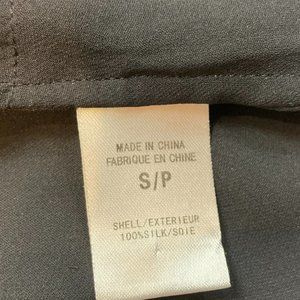 MADE IN CHINA
FABRIQUE EN CHINE
S/P
SHELL/EXTERIEUR
100%SILK/SOIE